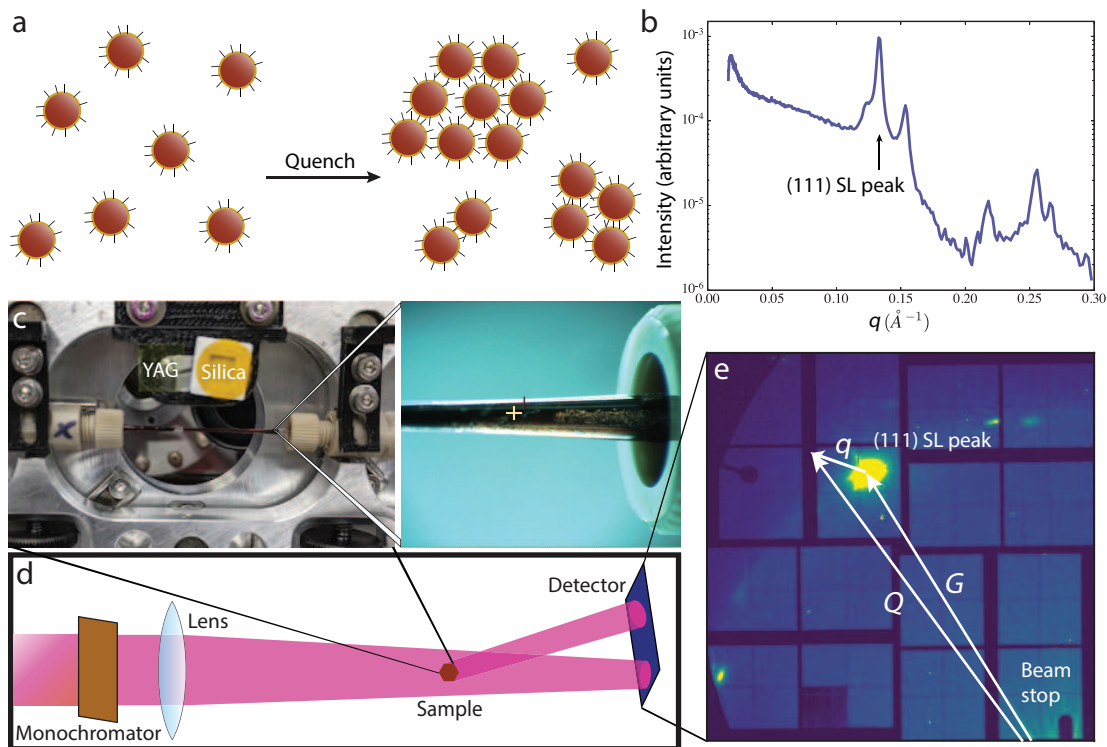 a
Quench
b
Intensity (arbitrary units)
10⁻³
10⁻⁴
10⁻⁵
10⁻⁶
(111) SL peak
0.00
0.05
0.10
0.15
0.20
0.25
0.30
q (Å⁻¹)
c
YAG
Silica
X
d
Lens
Monochromator
Sample
Detector
e
(111) SL peak
q
Q
G
Beam
stop